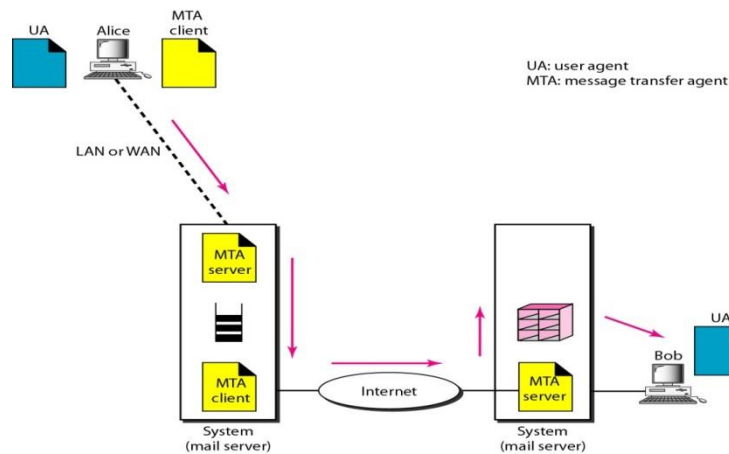 MTA
client
UA
Alice
UA: user agent
MTA: message transfer agent
LAN or WAN
MTA
server
MTA
client
System
(mail server)
Internet
MTA
server
System
(mail server)
UA
Bob